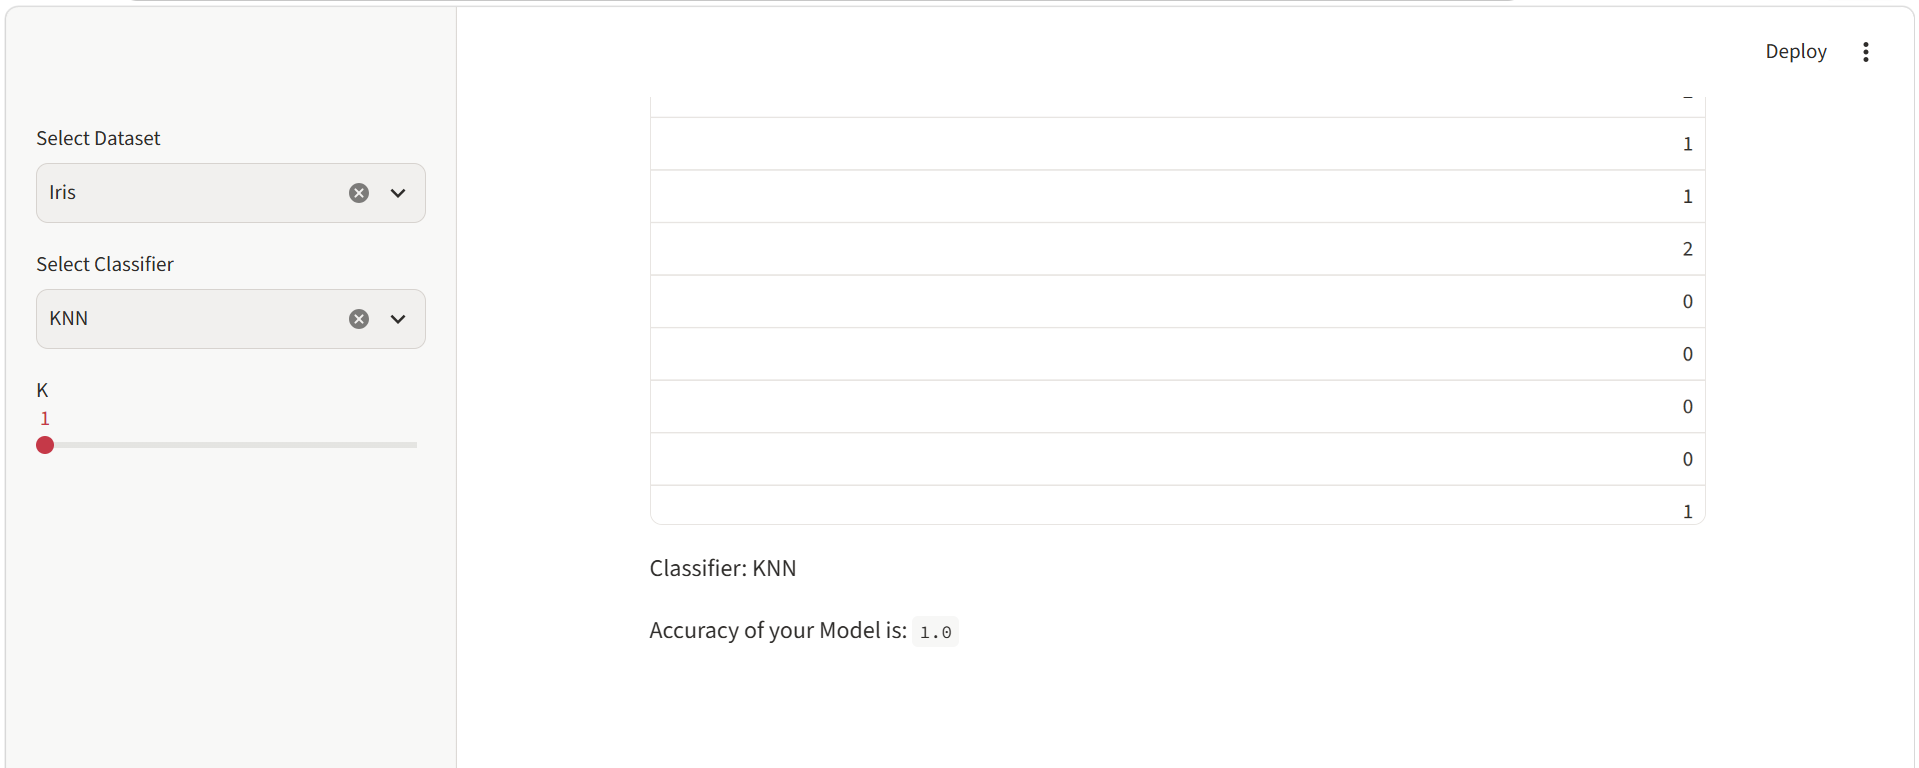 Deploy
Select Dataset
Iris
Select Classifier
KNN
K
1
1
1
2
0
0
0
0
1
Classifier: KNN
Accuracy of your Model is: 1.0